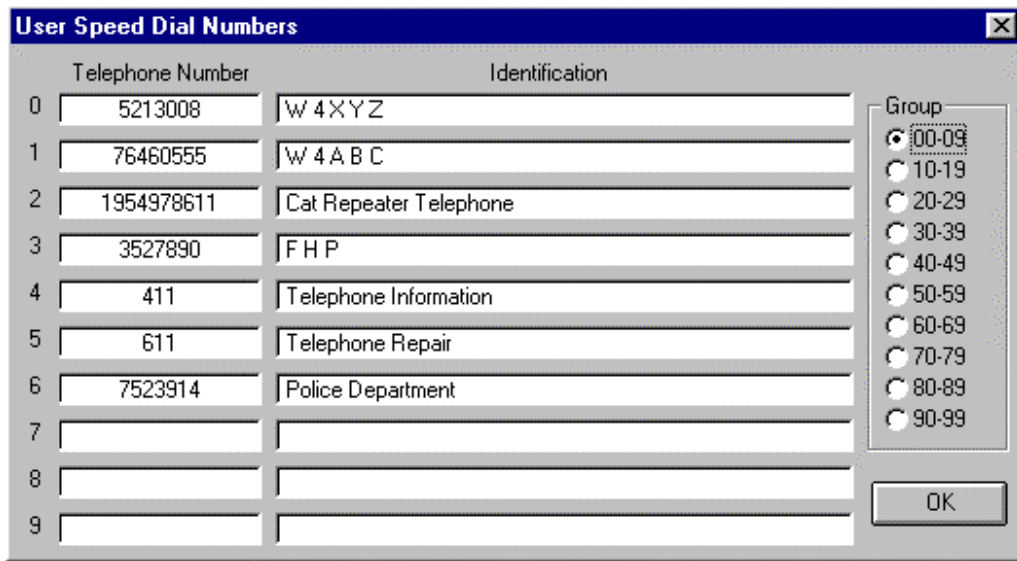 User Speed Dial Numbers
Telephone Number Identification
0 5213008 W 4 X Y Z
1 76460555 W 4 A B C
2 1954978611 Cat Repeater Telephone
3 3527890 F H P
4 411 Telephone Information
5 611 Telephone Repair
6 7523914 Police Department
7
8
9
Group
00-09
10-19
20-29
30-39
40-49
50-59
60-69
70-79
80-89
90-99
OK